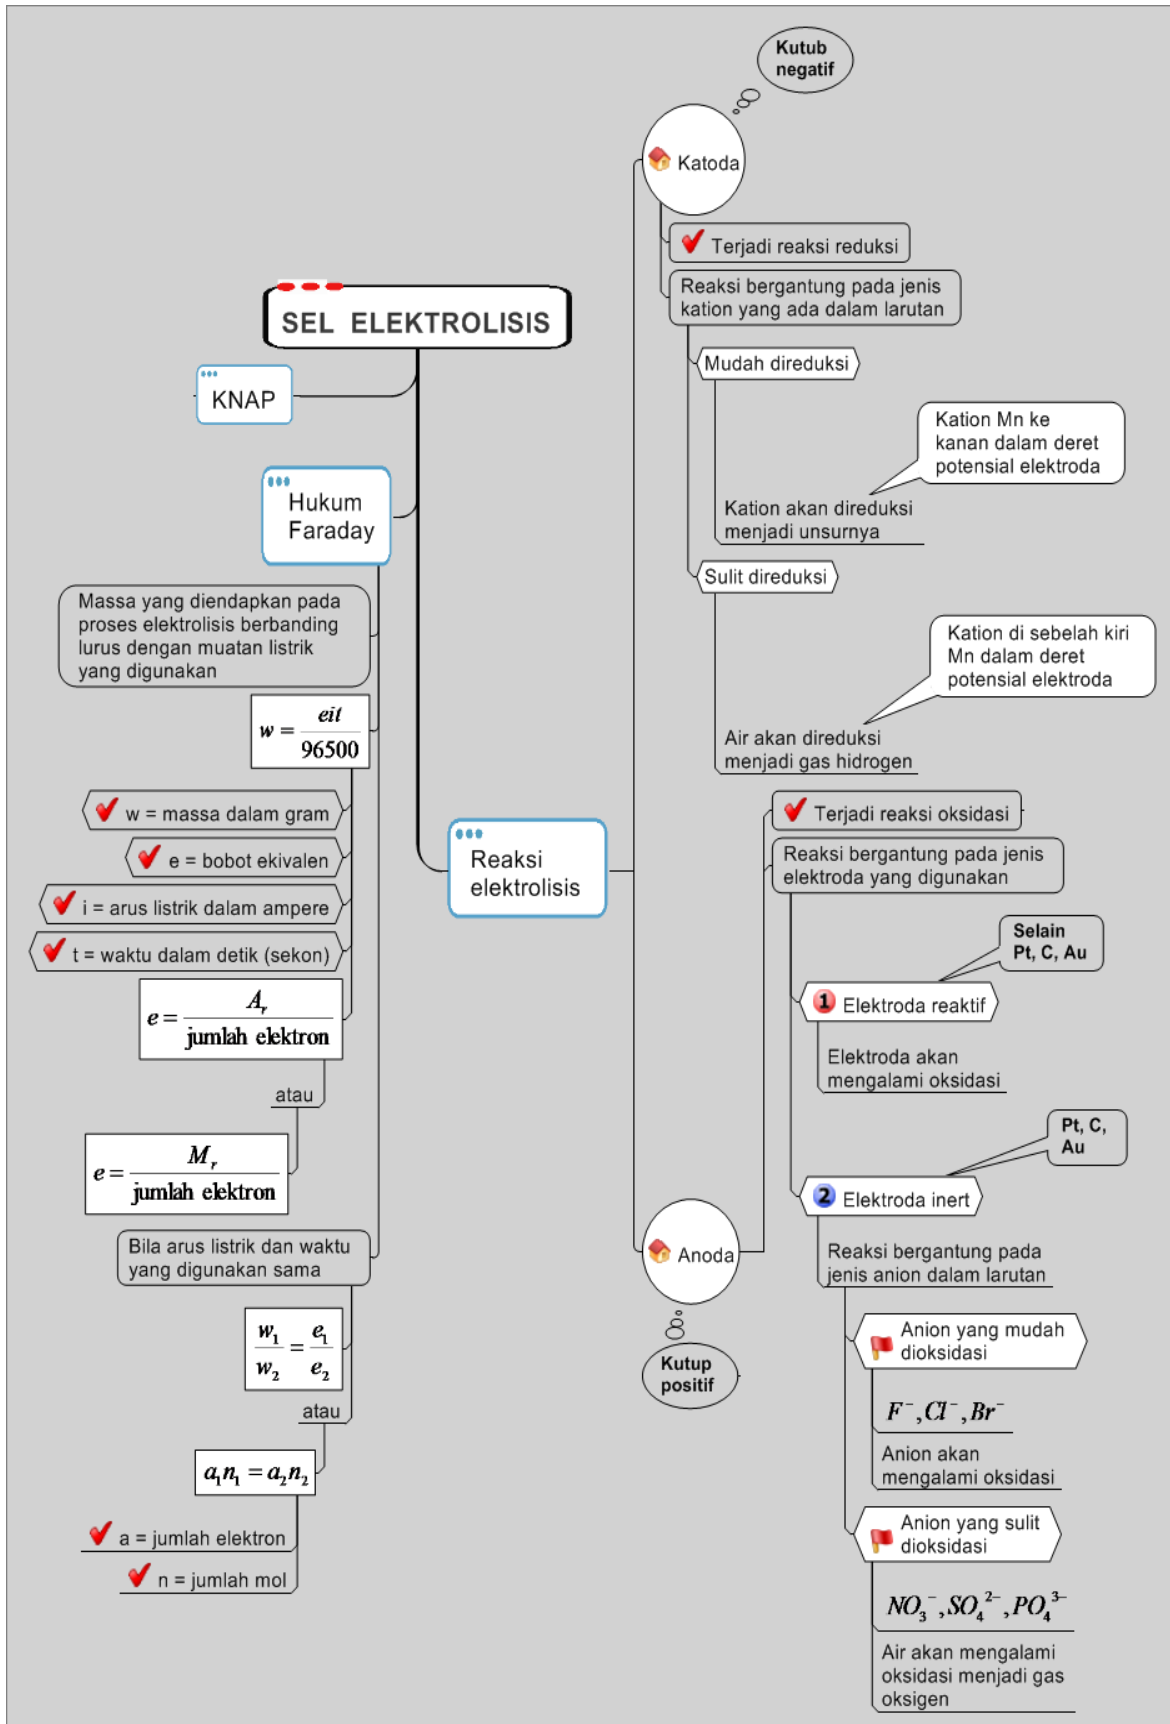 SEL ELEKTROLISIS
KNAP
Hukum
Faraday
Massa yang diendapkan pada
proses elektrolisis berbanding
lurus dengan muatan listrik
yang digunakan
w = eit / 96500
w = massa dalam gram
e = bobot ekivalen
i = arus listrik dalam ampere
t = waktu dalam detik (sekon)
e = A_r / jumlah elektron
atau
e = M_r / jumlah elektron
Bila arus listrik dan waktu
yang digunakan sama
w₁ / w₂ = e₁ / e₂
atau
a₁n₁ = a₂n₂
a = jumlah elektron
n = jumlah mol
Reaksi
elektrolisis
Kutub
negatif
Katoda
Terjadi reaksi reduksi
Reaksi bergantung pada jenis
kation yang ada dalam larutan
Mudah direduksi
Kation Mn ke
kanan dalam deret
potensial elektroda
Kation akan direduksi
menjadi unsurnya
Sulit direduksi
Kation di sebelah kiri
Mn dalam deret
potensial elektroda
Air akan direduksi
menjadi gas hidrogen
Anoda
Kutup
positif
Terjadi reaksi oksidasi
Reaksi bergantung pada jenis
elektroda yang digunakan
Selain
Pt, C, Au
1 Elektroda reaktif
Elektroda akan
mengalami oksidasi
Pt, C,
Au
2 Elektroda inert
Reaksi bergantung pada
jenis anion dalam larutan
Anion yang mudah
dioksidasi
F⁻, Cl⁻, Br⁻
Anion akan
mengalami oksidasi
Anion yang sulit
dioksidasi
NO₃⁻, SO₄²⁻, PO₄³⁻
Air akan mengalami
oksidasi menjadi gas
oksigen